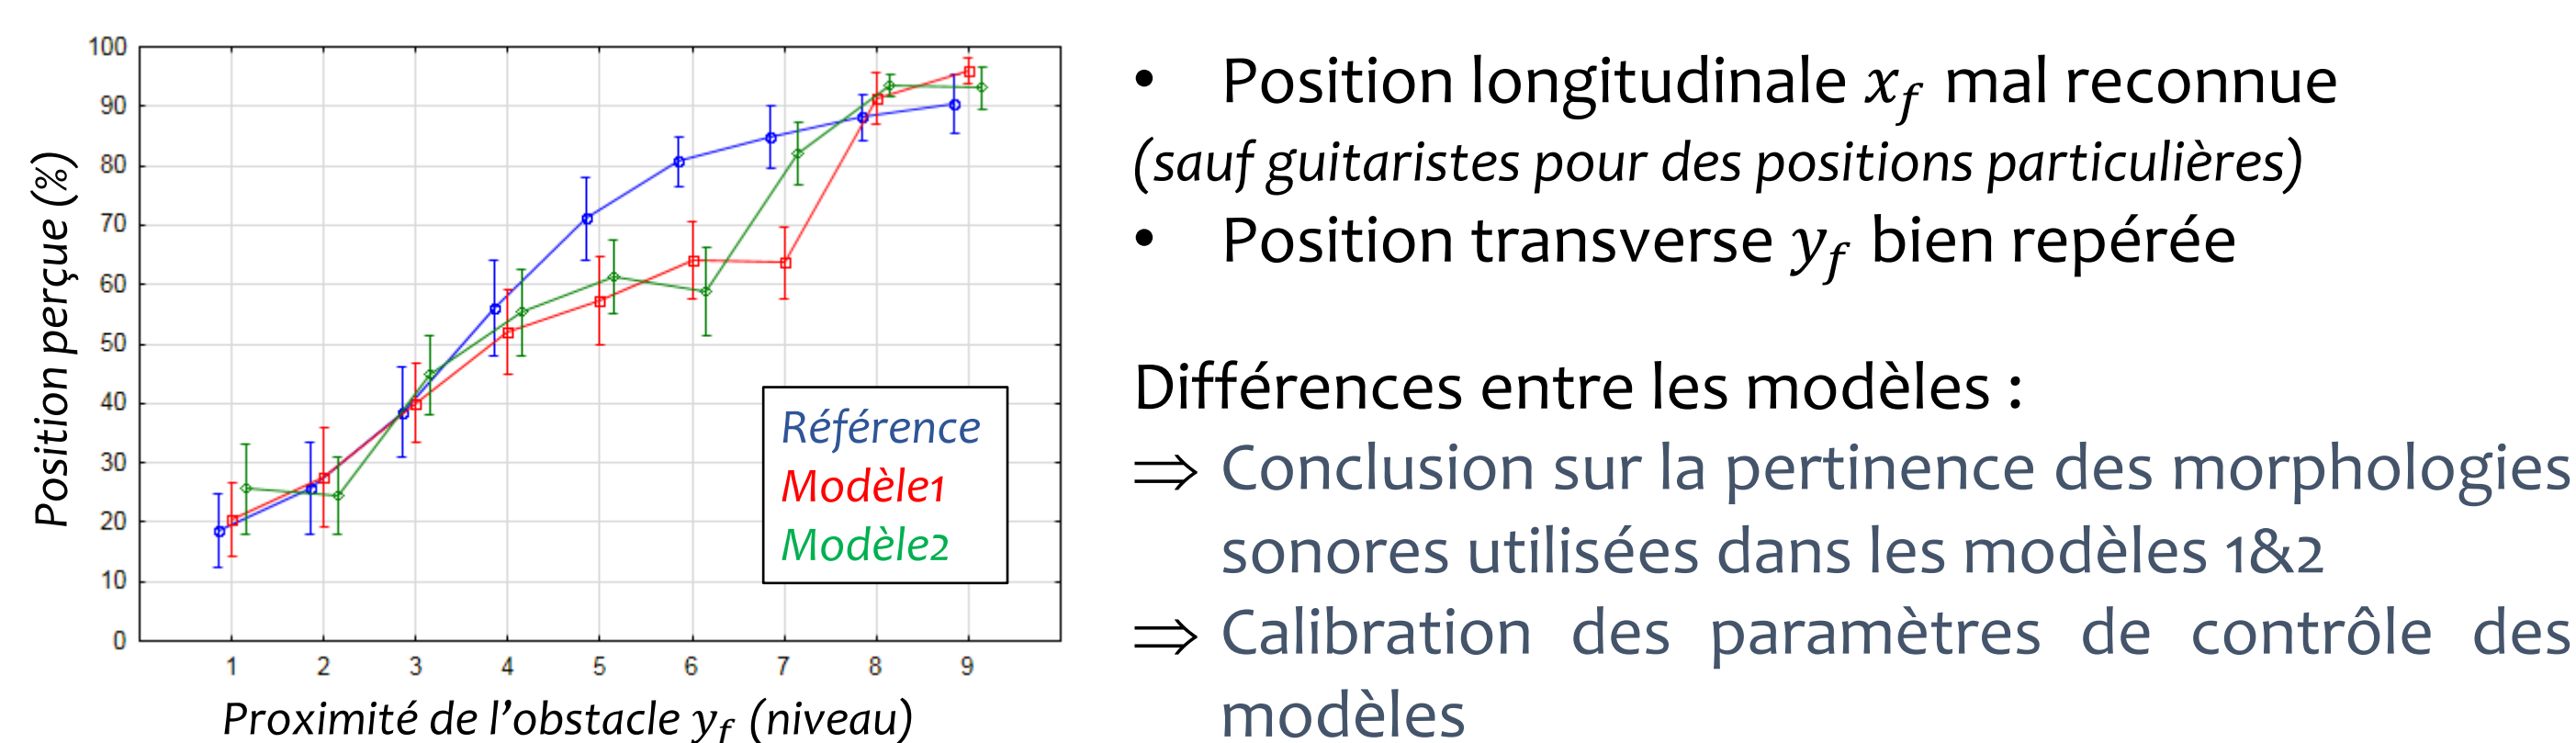 100
90
80
70
60
50
40
30
20
10
0
Position perçue (%)
1 2 3 4 5 6 7 8 9
Proximité de l'obstacle y_f (niveau)
Référence
Modèle1
Modèle2
• Position longitudinale x_f mal reconnue
(sauf guitaristes pour des positions particulières)
• Position transverse y_f bien repérée
Différences entre les modèles :
⇒ Conclusion sur la pertinence des morphologies
sonores utilisées dans les modèles 1&2
⇒ Calibration des paramètres de contrôle des
modèles